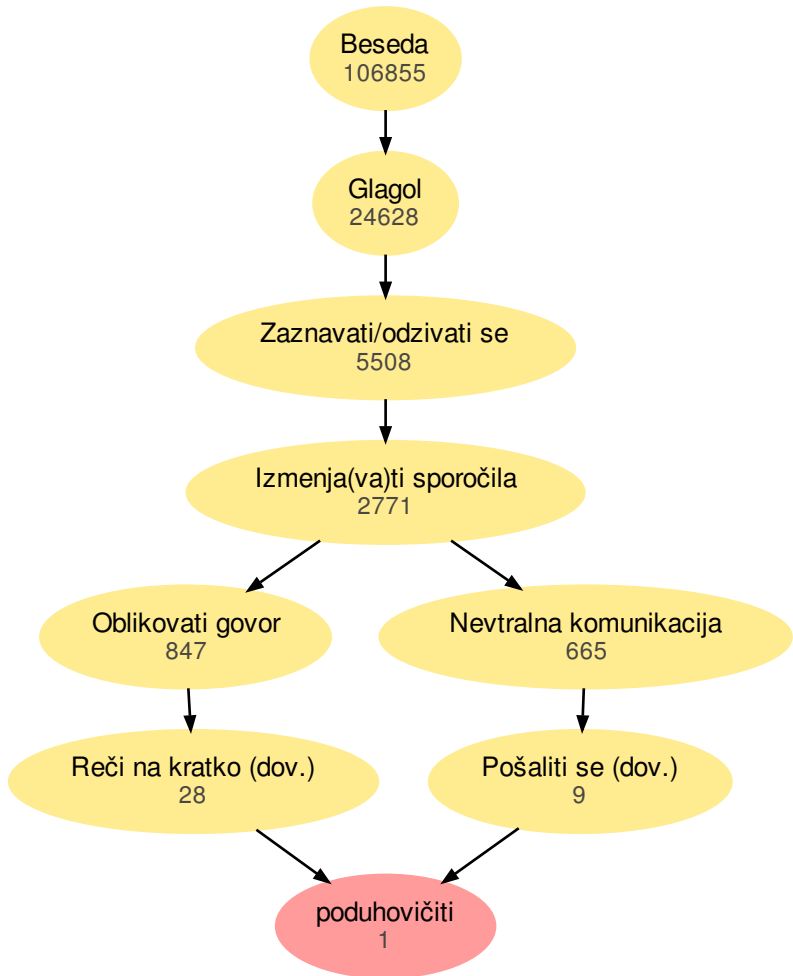 Beseda
106855
Glagol
24628
Zaznavati/odzivati se
5508
Izmenja(va)ti sporočila
2771
Oblikovati govor
847
Nevtralna komunikacija
665
Reči na kratko (dov.)
28
Pošaliti se (dov.)
9
poduhovičiti
1